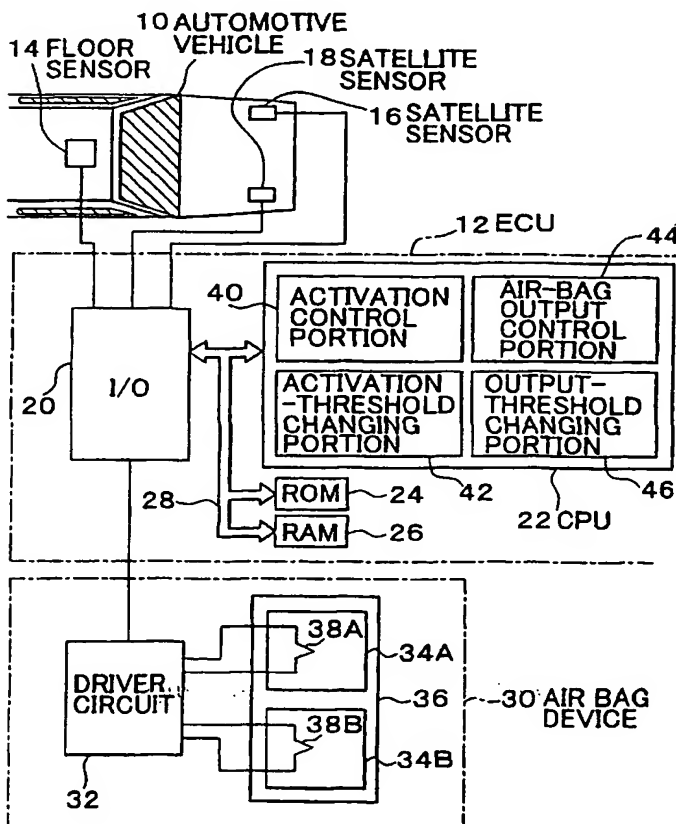 10 AUTOMOTIVE
VEHICLE
14 FLOOR
SENSOR
18 SATELLITE
SENSOR
16 SATELLITE
SENSOR
12 ECU
44
40
ACTIVATION
CONTROL
PORTION
AIR-BAG
OUTPUT
CONTROL
PORTION
20
I/O
ACTIVATION
-THRESHOLD
CHANGING
PORTION
OUTPUT-
THRESHOLD
CHANGING
PORTION
28
ROM
24
42
46
RAM
26
22 CPU
38A
34A
DRIVER
CIRCUIT
36
30 AIR BAG
DEVICE
38B
34B
32